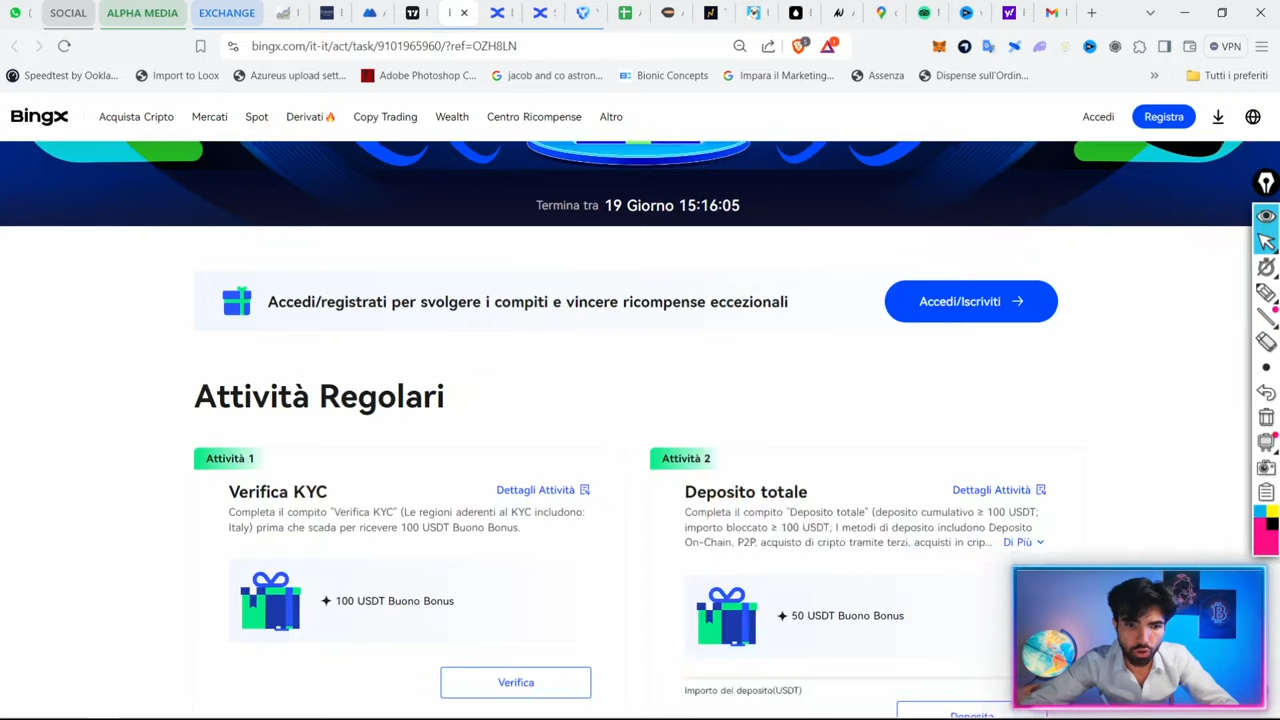 SOCIAL
ALPHA MEDIA
EXCHANGE
bingx.com/it-it/act/task/9101965960/?ref=OZH8LN
VPN
Speedtest by Ookla...
Import to Loox
Azureus upload sett...
Adobe Photoshop C...
jacob and co astron...
Bionic Concepts
Impara il Marketing...
Assenza
Dispense sull'Ordin...
Tutti i preferiti
BingX
Acquista Cripto
Mercati
Spot
Derivati
Copy Trading
Wealth
Centro Ricompense
Altro
Accedi
Registra
Termina tra 19 Giorno 15:16:05
Accedi/registrati per svolgere i compiti e vincere ricompense eccezionali
Accedi/Iscriviti
Attività Regolari
Attività 1
Verifica KYC
Dettagli Attività
Completa il compito "Verifica KYC" (Le regioni aderenti al KYC includono:
Italy) prima che scada per ricevere 100 USDT Buono Bonus.
100 USDT Buono Bonus
Verifica
Attività 2
Deposito totale
Dettagli Attività
Completa il compito "Deposito totale" (deposito cumulativo ≥ 100 USDT;
importo bloccato ≥ 100 USDT; I metodi di deposito includono Deposito
On-Chain, P2P, acquisto di cripto tramite terzi, acquisti in crip... Di Più
50 USDT Buono Bonus
Importo del deposito(USDT)
Deposita